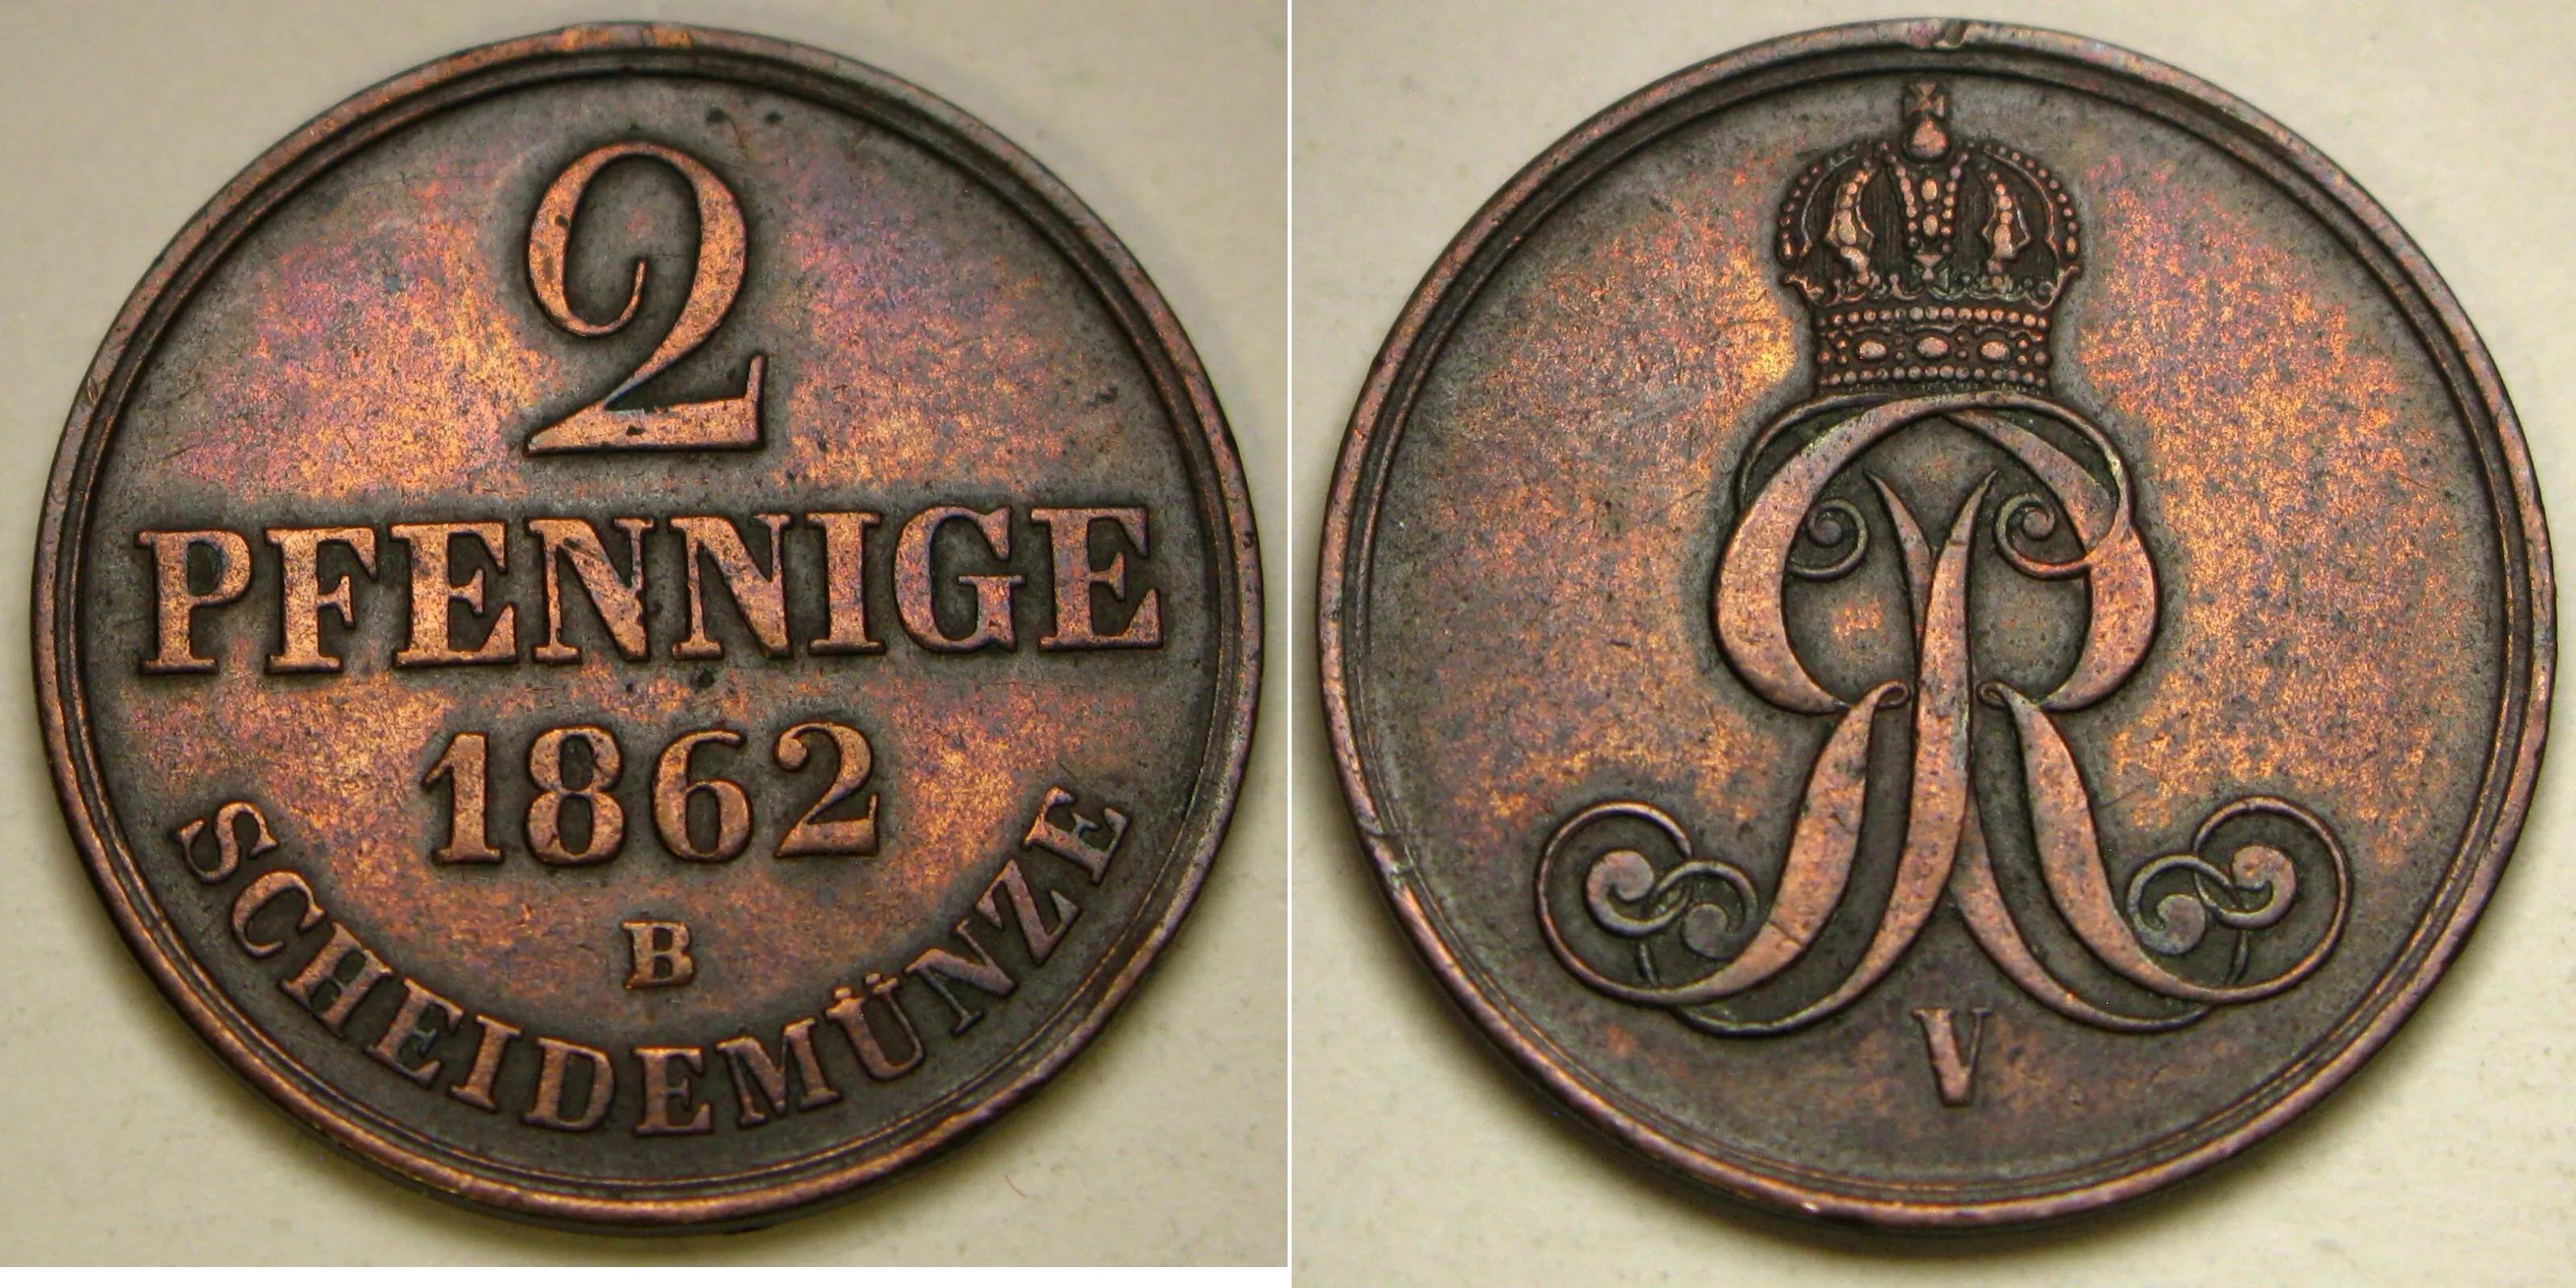 2
PFENNIGE
1862
B
SCHEIDEMÜNZE
GR
V